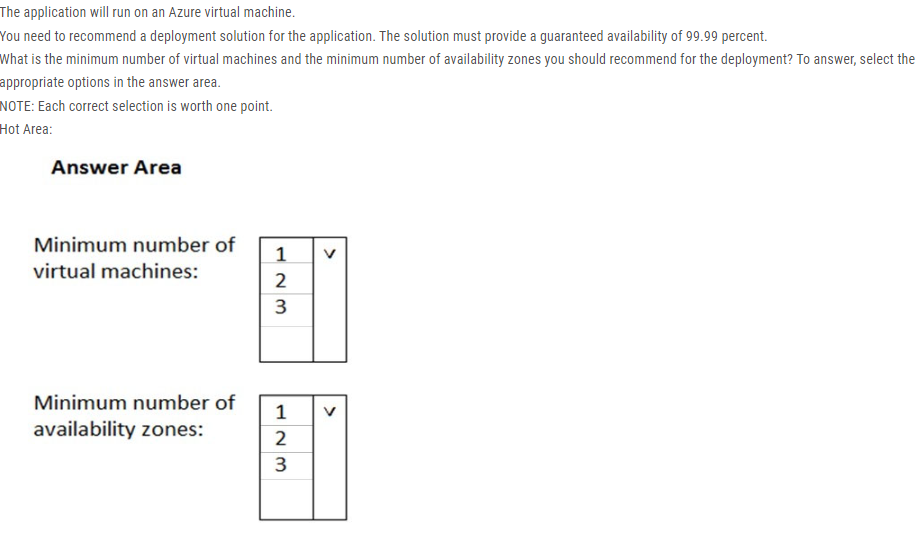 The application will run on an Azure virtual machine.
You need to recommend a deployment solution for the application. The solution must provide a guaranteed availability of 99.99 percent.
What is the minimum number of virtual machines and the minimum number of availability zones you should recommend for the deployment? To answer, select the
appropriate options in the answer area.
NOTE: Each correct selection is worth one point.
Hot Area:
Answer Area
Minimum number of
virtual machines:
1
2
3
Minimum number of
availability zones:
1
2
3